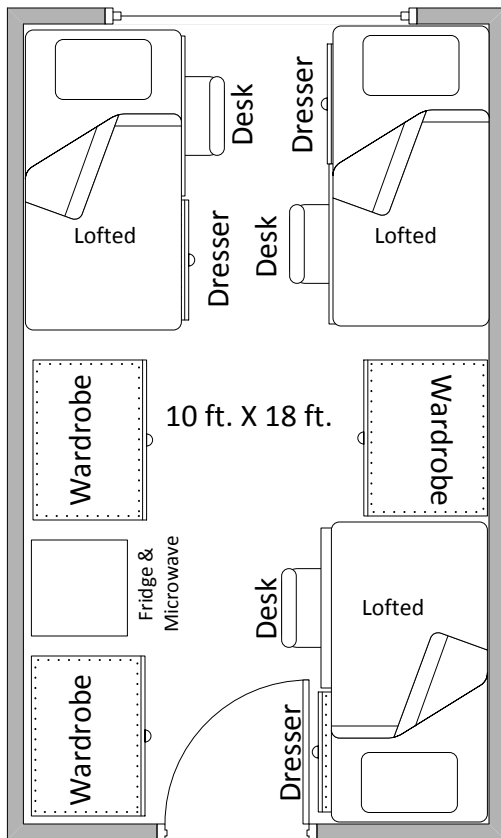 Desk
Dresser
Lofted
Dresser
Desk
Lofted
Wardrobe
10 ft. X 18 ft.
Wardrobe
Fridge &
Microwave
Desk
Lofted
Wardrobe
Dresser